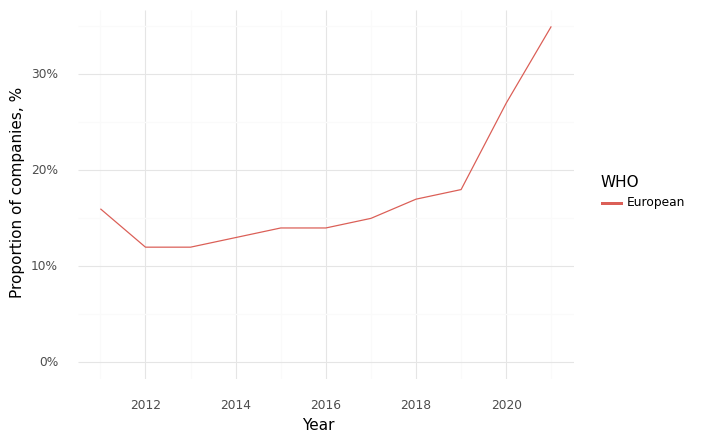 30%
20%
10%
0%
Proportion of companies, %
2012 2014 2016 2018 2020
Year
WHO
European